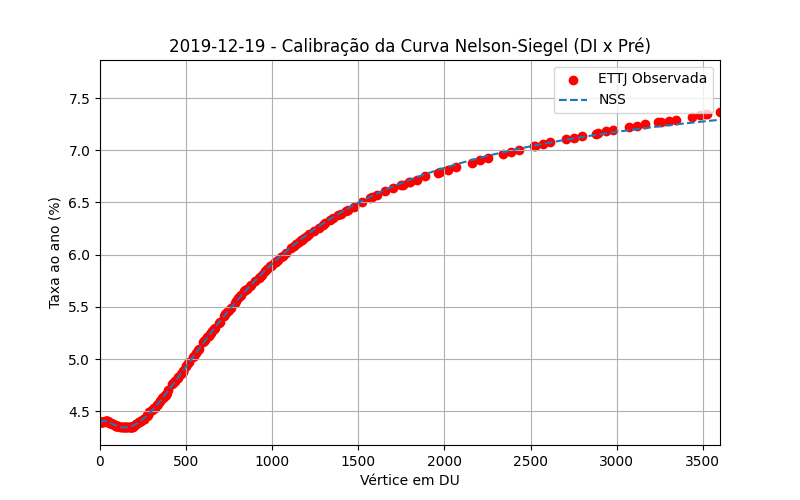 2019-12-19 - Calibração da Curva Nelson-Siegel (DI x Pré)
ETTJ Observada
NSS
Taxa ao ano (%)
7.5
7.0
6.5
6.0
5.5
5.0
4.5
0 500 1000 1500 2000 2500 3000 3500
Vértice em DU